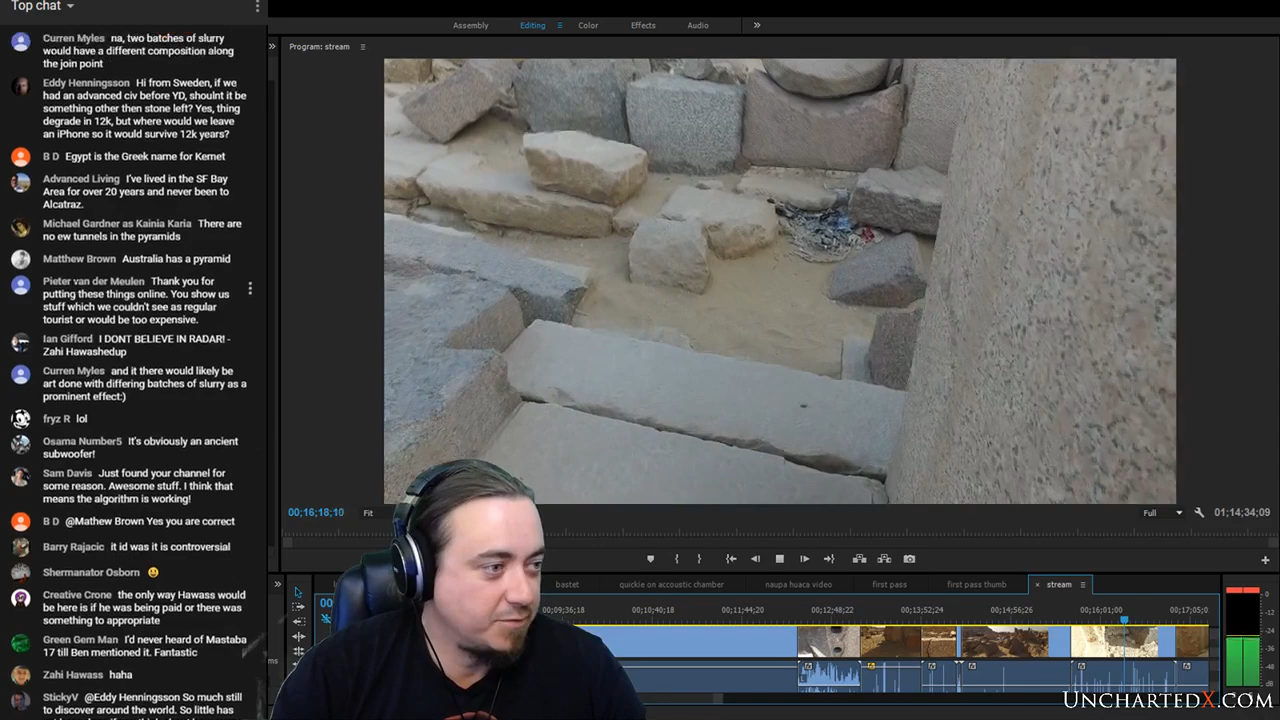 Top chat
Curren Myles na, two batches of slurry
would have a different composition along
the join point
Eddy Henningsson Hi from Sweden, if we
had an advanced civ before YD, shoulnt it be
something other then stone left? Yes, thing
degrade in 12k, but where would we leave
an iPhone so it would survive 12k years?
B D Egypt is the Greek name for Kemet
Advanced Living I've lived in the SF Bay
Area for over 20 years and never been to
Alcatraz.
Michael Gardner as Kainia Karia There are
no ew tunnels in the pyramids
Matthew Brown Australia has a pyramid
Pieter van der Meulen Thank you for
putting these things online. You show us
stuff which we couldn't see as regular
tourist or would be too expensive.
Ian Gifford I DONT BELIEVE IN RADAR! -
Zahi Hawashedup
Curren Myles and it there would likely be
art done with differing batches of slurry as a
prominent effect:)
fryz R lol
Osama Number5 It's obviously an ancient
subwoofer!
Sam Davis Just found your channel for
some reason. Awesome stuff. I think that
means the algorithm is working!
B D @Mathew Brown Yes you are correct
Barry Rajacic it id was it is controversial
Shermanator Osborn
Creative Crone the only way Hawass would
be here is if he was being paid or there was
something to appropriate
Green Gem Man I'd never heard of Mastaba
17 till Ben mentioned it. Fantastic
Zahi Hawass haha
StickyV @Eddy Henningsson So much still
to discover around the world. So little has
Assembly Editing Color Effects Audio
Program: stream
00;16;18;10 Fit Full 01;14;34;09
bastet quickie on accoustic chamber naupa huaca video first pass first pass thumb × stream
00; ;09;36;18 00;10;40;18 00;11;44;20 00;12;48;22 00;13;52;24 00;14;56;26 00;16;01;00 00;17;05;0
0
-12
-24
-36
-48
dB
ms
UnchartedX.com